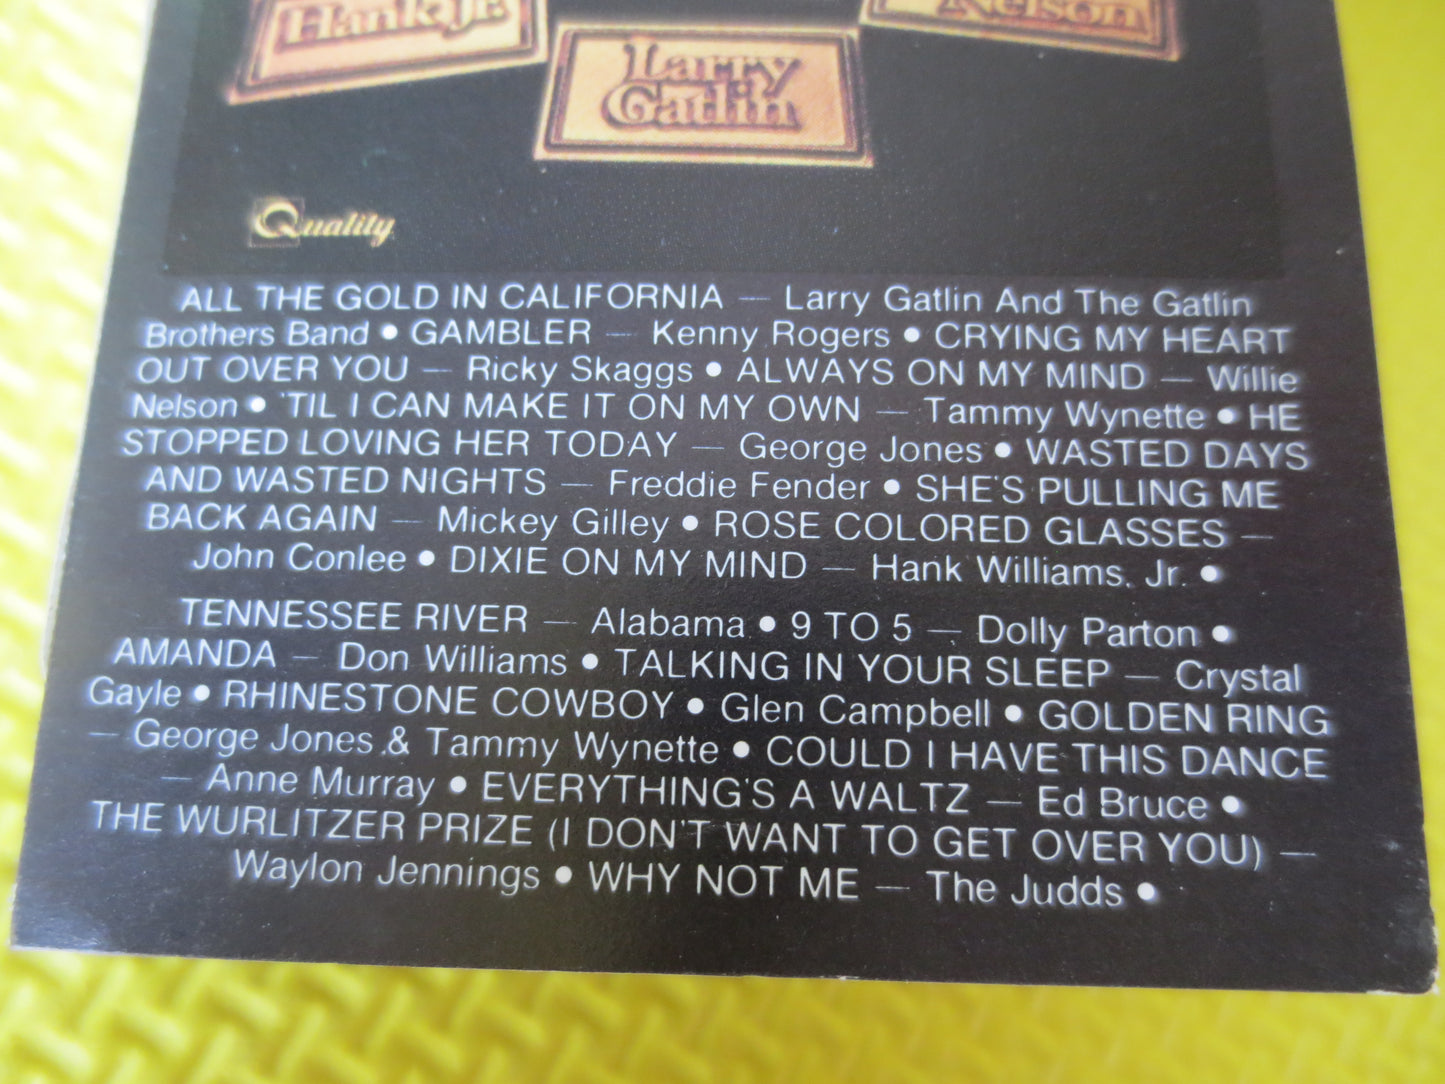 Hank, Jr.
Nelson
Larry
Gatlin
Quality
ALL THE GOLD IN CALIFORNIA — Larry Gatlin And The Gatlin
Brothers Band • GAMBLER — Kenny Rogers • CRYING MY HEART
OUT OVER YOU — Ricky Skaggs • ALWAYS ON MY MIND — Willie
Nelson • 'TIL I CAN MAKE IT ON MY OWN — Tammy Wynette • HE
STOPPED LOVING HER TODAY — George Jones • WASTED DAYS
AND WASTED NIGHTS — Freddie Fender • SHE'S PULLING ME
BACK AGAIN — Mickey Gilley • ROSE COLORED GLASSES —
John Conlee • DIXIE ON MY MIND — Hank Williams, Jr. •
TENNESSEE RIVER — Alabama • 9 TO 5 — Dolly Parton •
AMANDA — Don Williams • TALKING IN YOUR SLEEP — Crystal
Gayle • RHINESTONE COWBOY • Glen Campbell • GOLDEN RING
— George Jones & Tammy Wynette • COULD I HAVE THIS DANCE
— Anne Murray • EVERYTHING'S A WALTZ — Ed Bruce •
THE WURLITZER PRIZE (I DON'T WANT TO GET OVER YOU) —
Waylon Jennings • WHY NOT ME — The Judds •